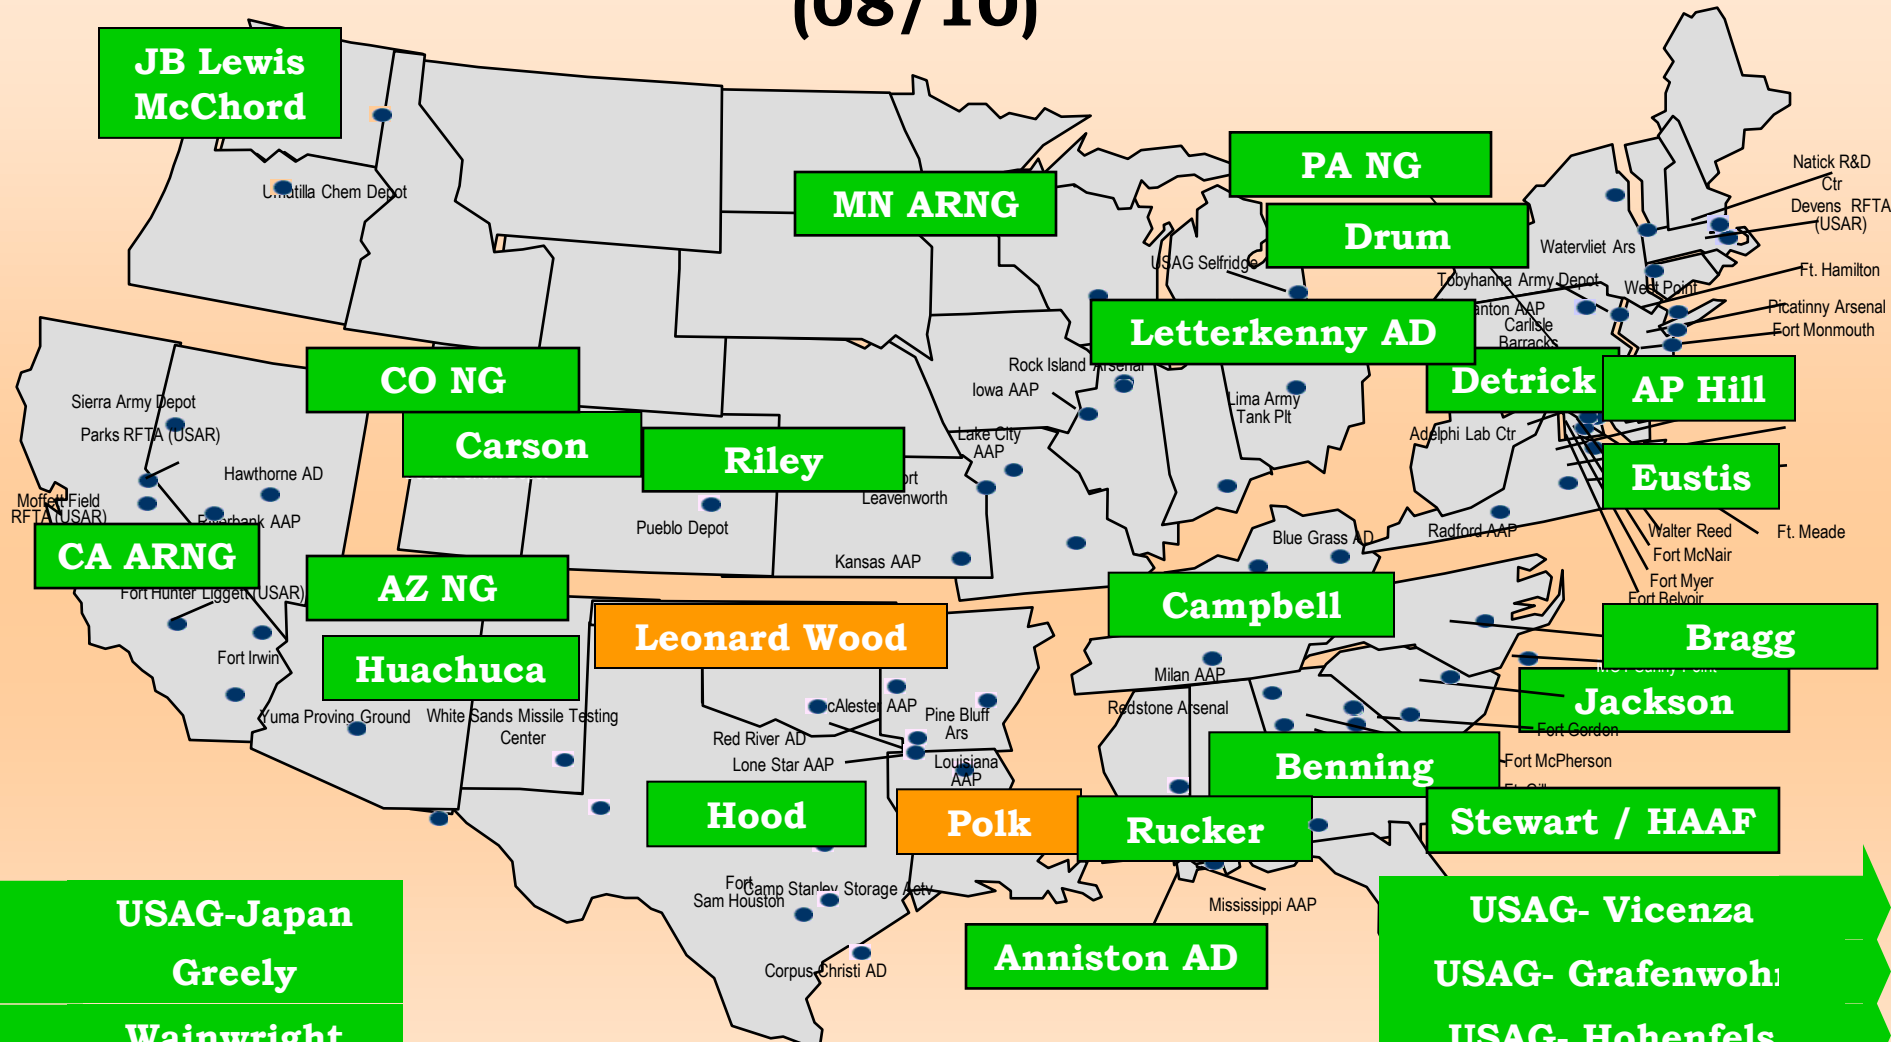 (08/10)
JB Lewis
McChord
Umatilla Chem Depot
MN ARNG
PA NG
Drum
Natick R&D
Ctr
Devens RFTA
(USAR)
Watervliet Ars
USAG Selfridge
Tobyhanna Army Depot
West Point
Ft. Hamilton
Picatinny Arsenal
Fort Monmouth
Letterkenny AD
AAP
Carlisle
Barracks
CO NG
Rock Island Arsenal
Iowa AAP
Lima Army
Tank Plt
Detrick
AP Hill
Sierra Army Depot
Parks RFTA (USAR)
Carson
Riley
Lake City
AAP
Adelphi Lab Ctr
Hawthorne AD
Leavenworth
Eustis
Moffett Field
RFTA (USAR)
AAP
Pueblo Depot
Radford AAP
Walter Reed
Ft. Meade
Blue Grass AD
Fort McNair
CA ARNG
Kansas AAP
Fort Myer
Fort Belvoir
AZ NG
Fort Hunter Liggett (USAR)
Campbell
Leonard Wood
Bragg
Fort Irwin
Huachuca
Milan AAP
Jackson
Yuma Proving Ground
White Sands Missile Testing
Center
AAP
Pine Bluff
Ars
Redstone Arsenal
Fort Gordon
Red River AD
Lone Star AAP
Louisiana
AAP
Benning
Fort McPherson
Hood
Polk
Rucker
Stewart / HAAF
Fort
Sam Houston
Camp Stanley Storage Actv
Mississippi AAP
USAG-Japan
USAG- Vicenza
Anniston AD
Corpus Christi AD
Greely
USAG- Grafenwohr
Wainwright
USAG- Hohenfels